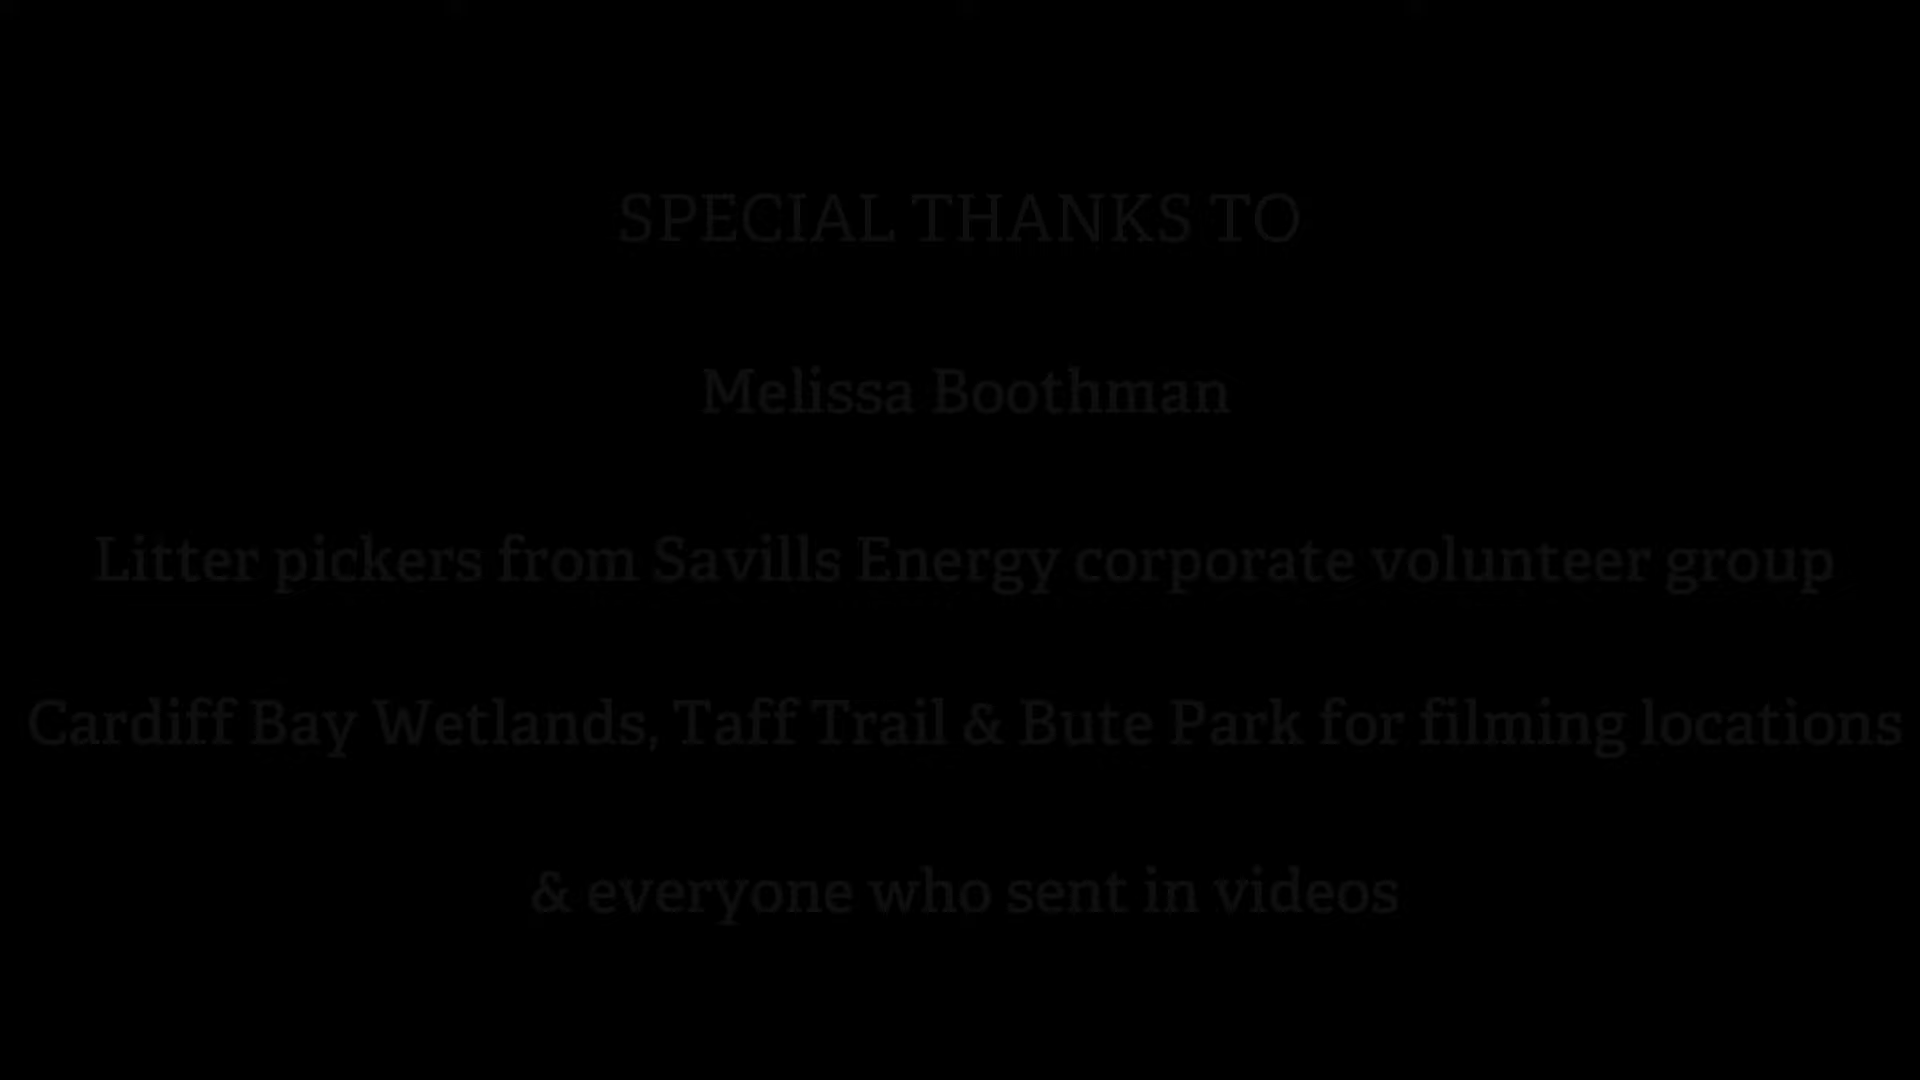 SPECIAL THANKS TO
Melissa Boothman
Litter pickers from Savills Energy corporate volunteer group
Cardiff Bay Wetlands, Taff Trail & Bute Park for filming locations
& everyone who sent in videos